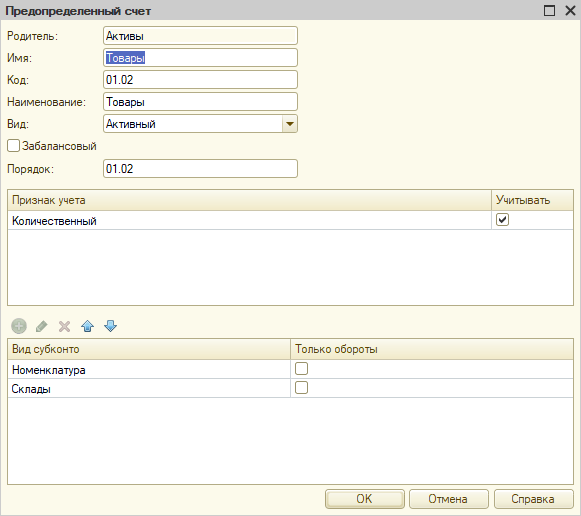 Предопределенный счет
Родитель: Активы
Имя: Товары
Код: 01.02
Наименование: Товары
Вид: Активный
Забалансовый
Порядок: 01.02
Признак учета Учитывать
Количественный
Вид субконто Только обороты
Номенклатура
Склады
OK Отмена Справка